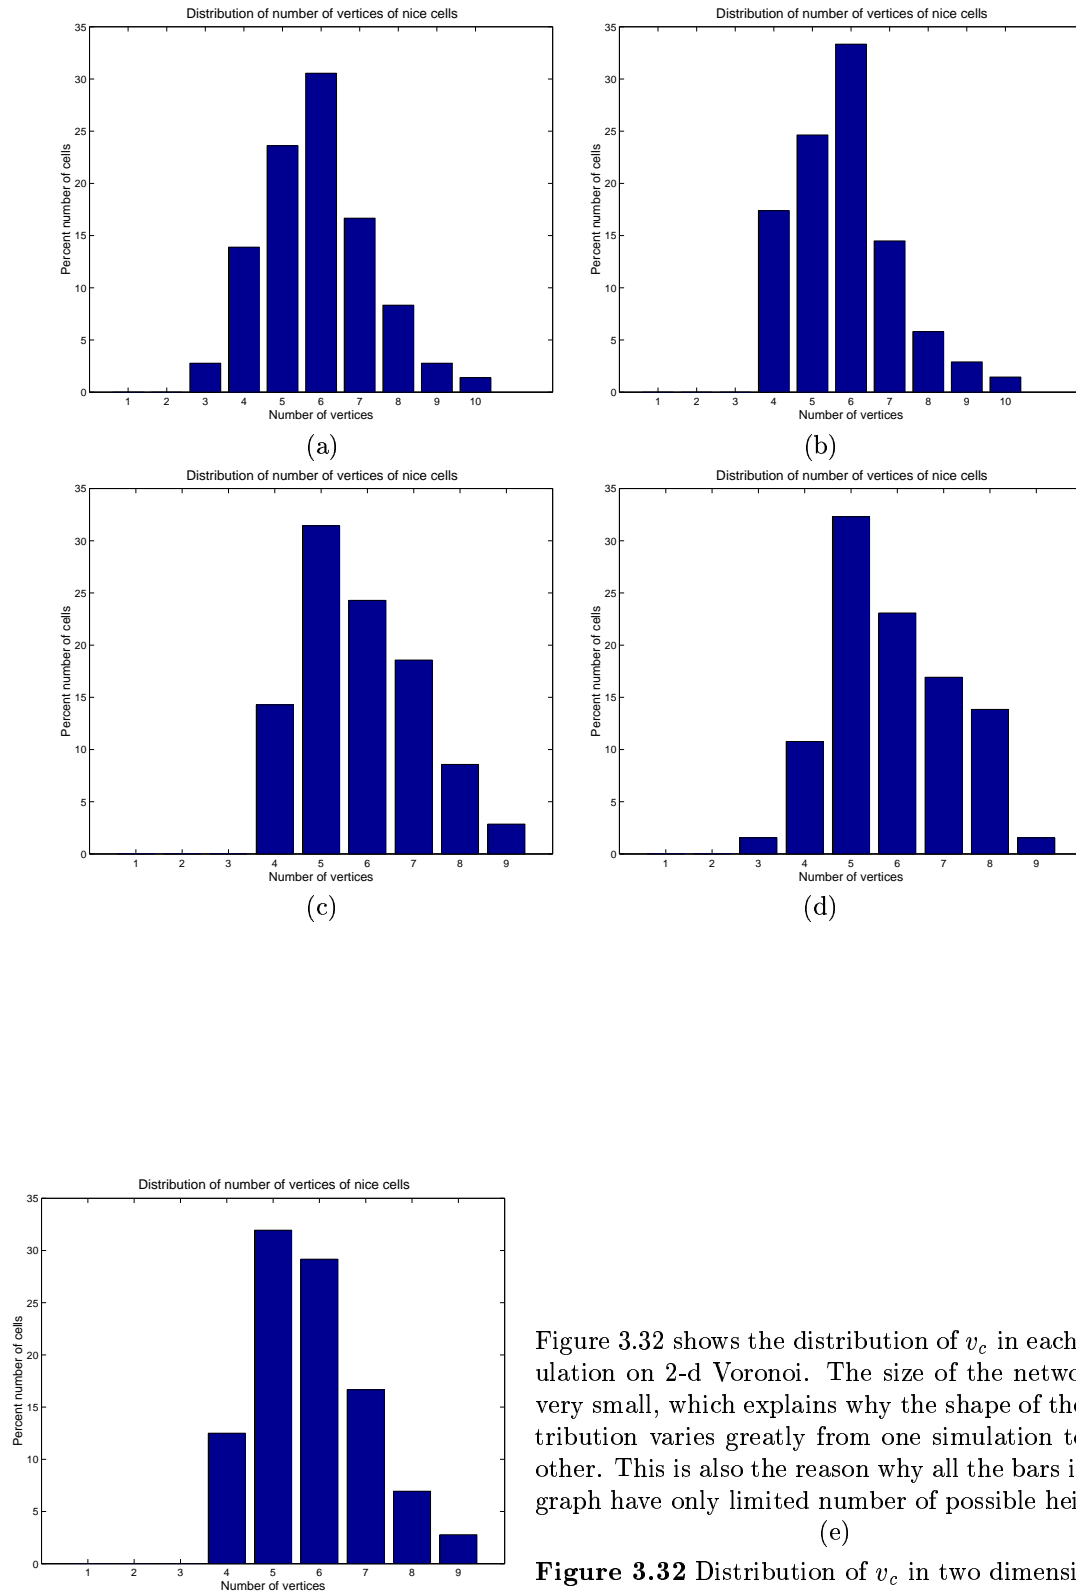 Distribution of number of vertices of nice cells
35
30
25
20
15
10
5
0
Percent number of cells
1 2 3 4 5 6 7 8 9 10
Number of vertices
(a)
Distribution of number of vertices of nice cells
35
30
25
20
15
10
5
0
Percent number of cells
1 2 3 4 5 6 7 8 9 10
Number of vertices
(b)
Distribution of number of vertices of nice cells
35
30
25
20
15
10
5
0
Percent number of cells
1 2 3 4 5 6 7 8 9
Number of vertices
(c)
Distribution of number of vertices of nice cells
35
30
25
20
15
10
5
0
Percent number of cells
1 2 3 4 5 6 7 8 9
Number of vertices
(d)
Distribution of number of vertices of nice cells
35
30
25
20
15
10
5
0
Percent number of cells
1 2 3 4 5 6 7 8 9
Number of vertices
Figure 3.32 shows the distribution of v_c in each
ulation on 2-d Voronoi. The size of the netwo
very small, which explains why the shape of the
tribution varies greatly from one simulation to
other. This is also the reason why all the bars i
graph have only limited number of possible hei
(e)
Figure 3.32 Distribution of v_c in two dimensi